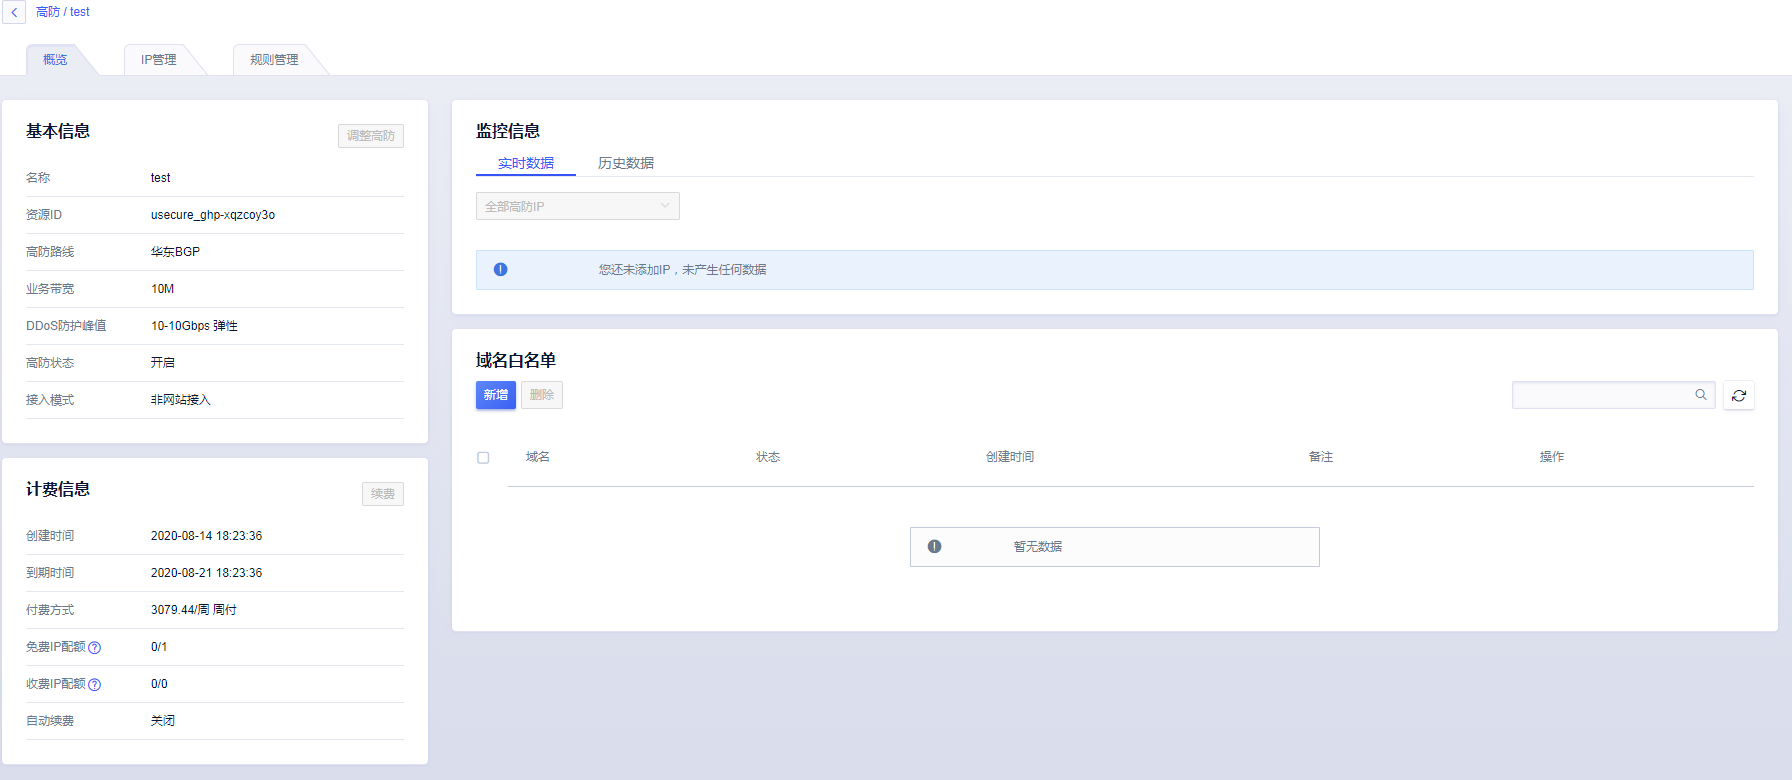 高防 / test
概览
IP管理
规则管理
基本信息
调整高防
名称 test
资源ID usecure_ghp-xqzcoy3o
高防路线 华东BGP
业务带宽 10M
DDoS防护峰值 10-10Gbps 弹性
高防状态 开启
接入模式 非网站接入
计费信息
续费
创建时间 2020-08-14 18:23:36
到期时间 2020-08-21 18:23:36
付费方式 3079.44/周 周付
免费IP配额 0/1
收费IP配额 0/0
自动续费 关闭
监控信息
实时数据 历史数据
全部高防IP
您还未添加IP，未产生任何数据
域名白名单
新增 删除
域名 状态 创建时间 备注 操作
暂无数据